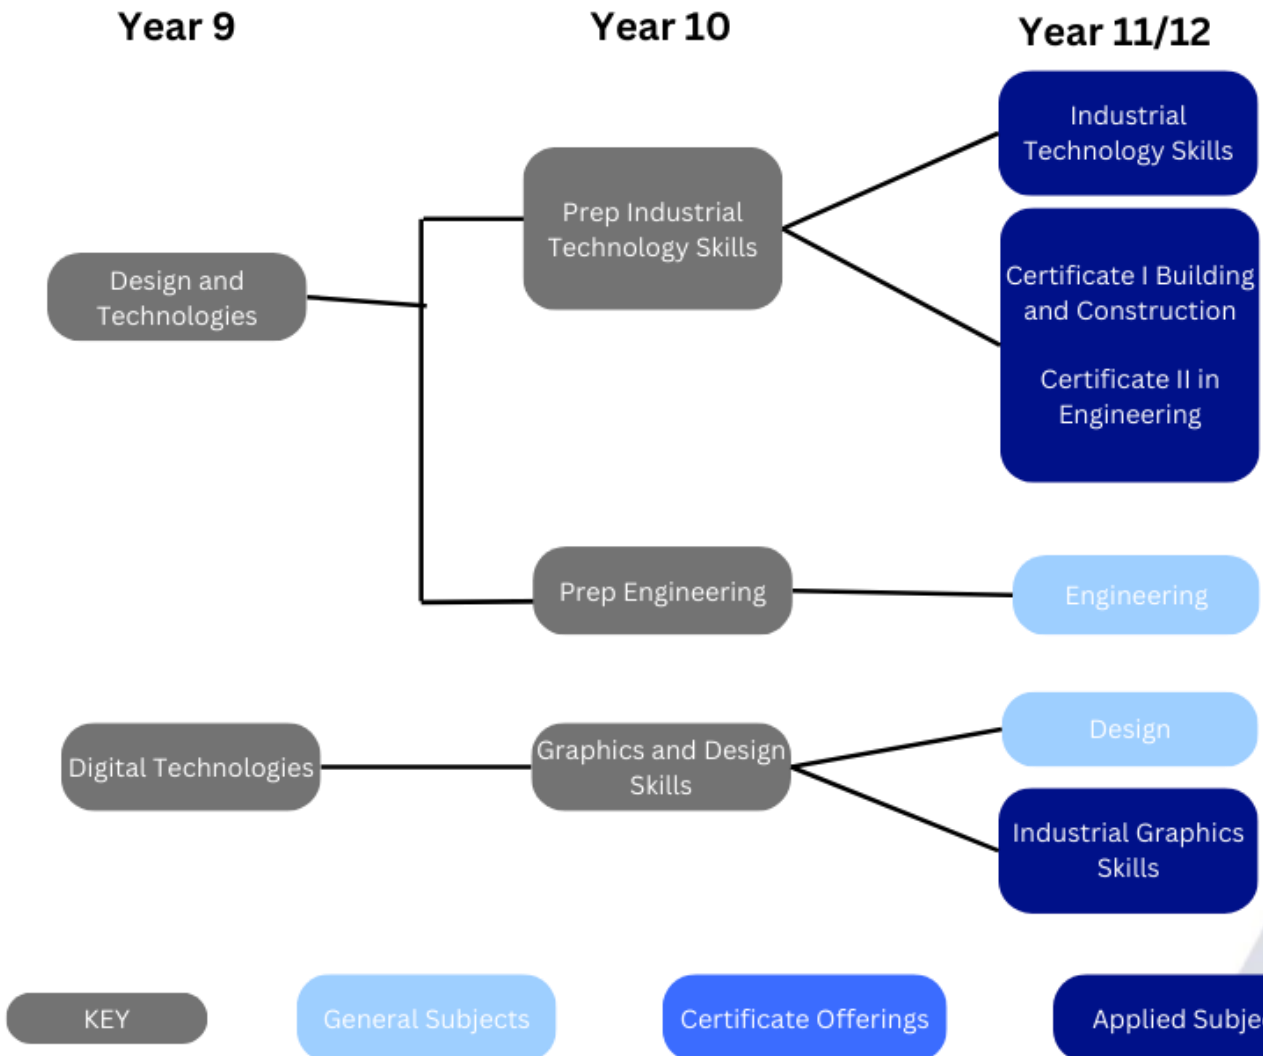 Year 9
Year 10
Year 11/12
Design and
Technologies
Prep Industrial
Technology Skills
Industrial
Technology Skills
Certificate I Building
and Construction
Certificate II in
Engineering
Prep Engineering
Engineering
Digital Technologies
Graphics and Design
Skills
Design
Industrial Graphics
Skills
KEY
General Subjects
Certificate Offerings
Applied